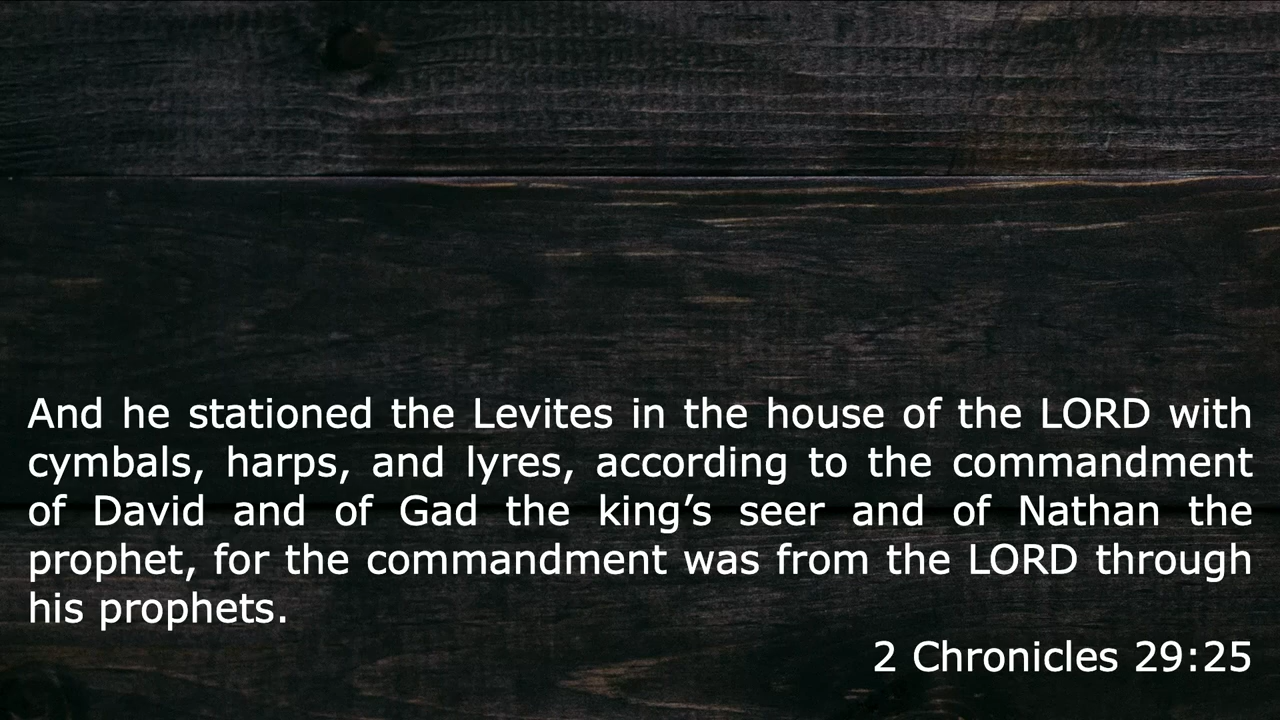 And he stationed the Levites in the house of the LORD with
cymbals, harps, and lyres, according to the commandment
of David and of Gad the king’s seer and of Nathan the
prophet, for the commandment was from the LORD through
his prophets.
2 Chronicles 29:25